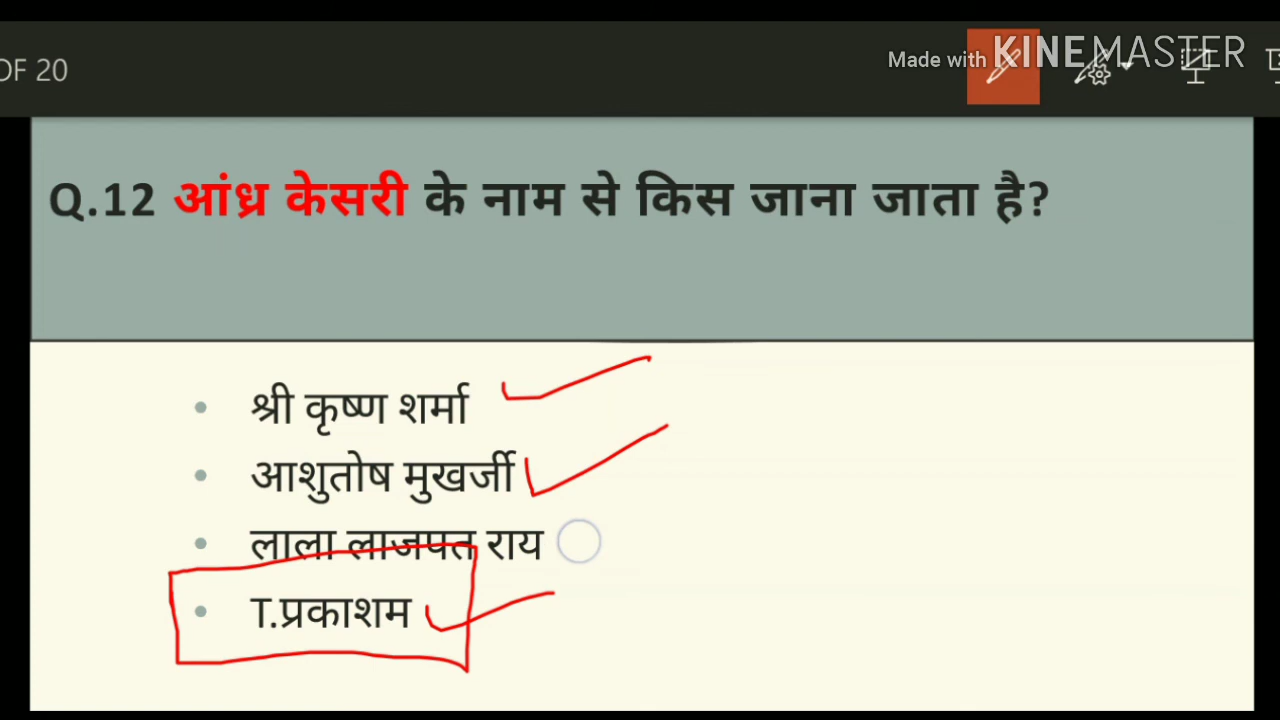 Made with KINEMASTER
OF 20
Q.12 आंध्र केसरी के नाम से किस जाना जाता है?
श्री कृष्ण शर्मा
आशुतोष मुखर्जी
लाला लाजपत राय
T.प्रकाशम